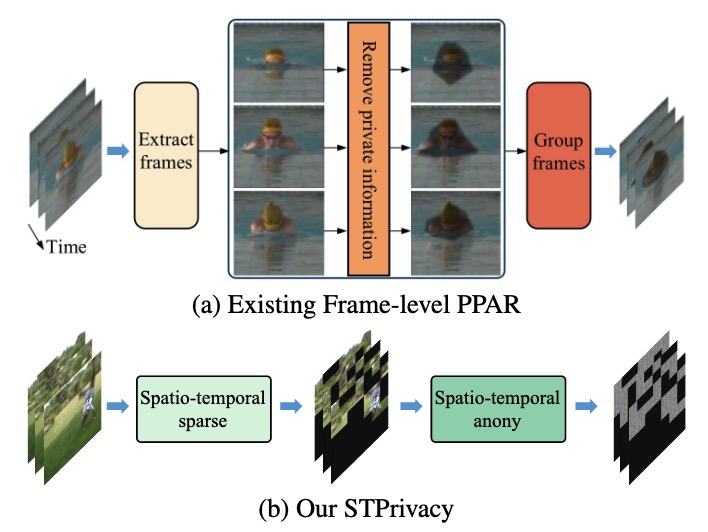 Extract
frames
Remove private information
Group
frames
Time
(a) Existing Frame-level PPAR
Spatio-temporal
sparse
Spatio-temporal
anony
(b) Our STPrivacy